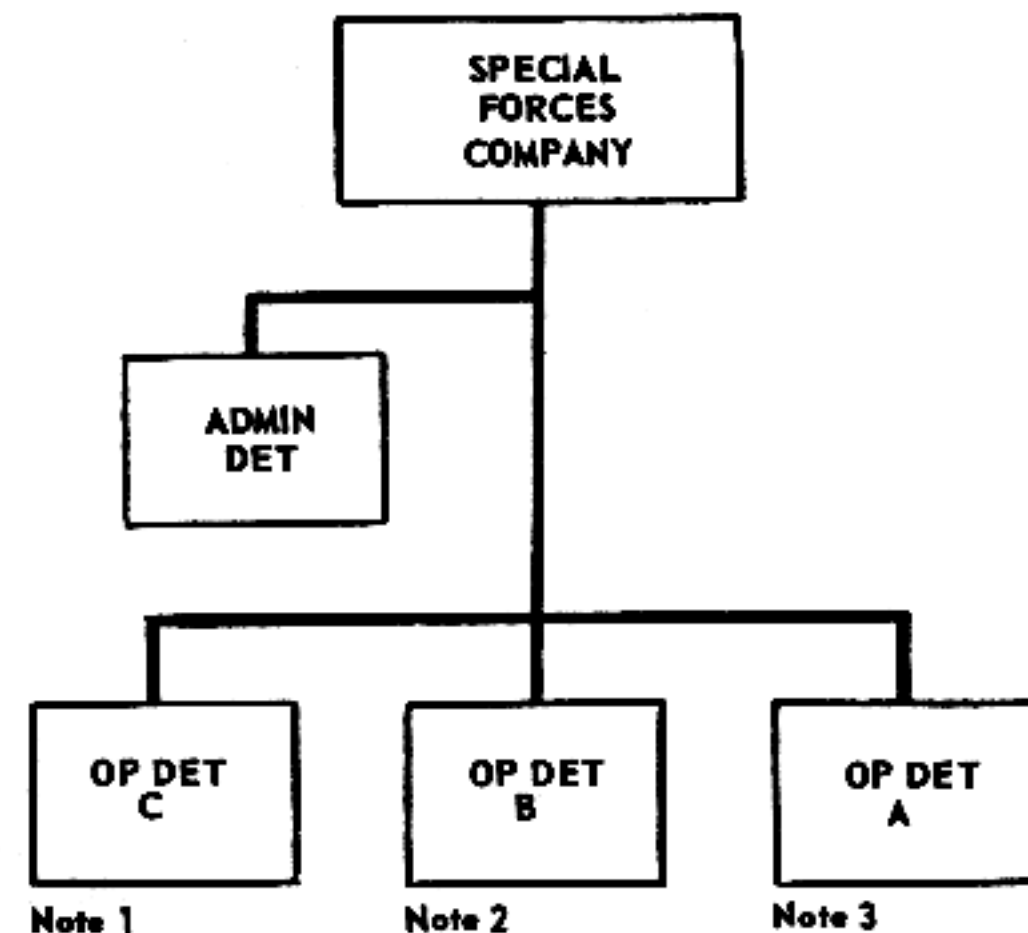 SPECIAL
FORCES
COMPANY
ADMIN
DET
OP DET
C
OP DET
B
OP DET
A
Note 1
Note 2
Note 3